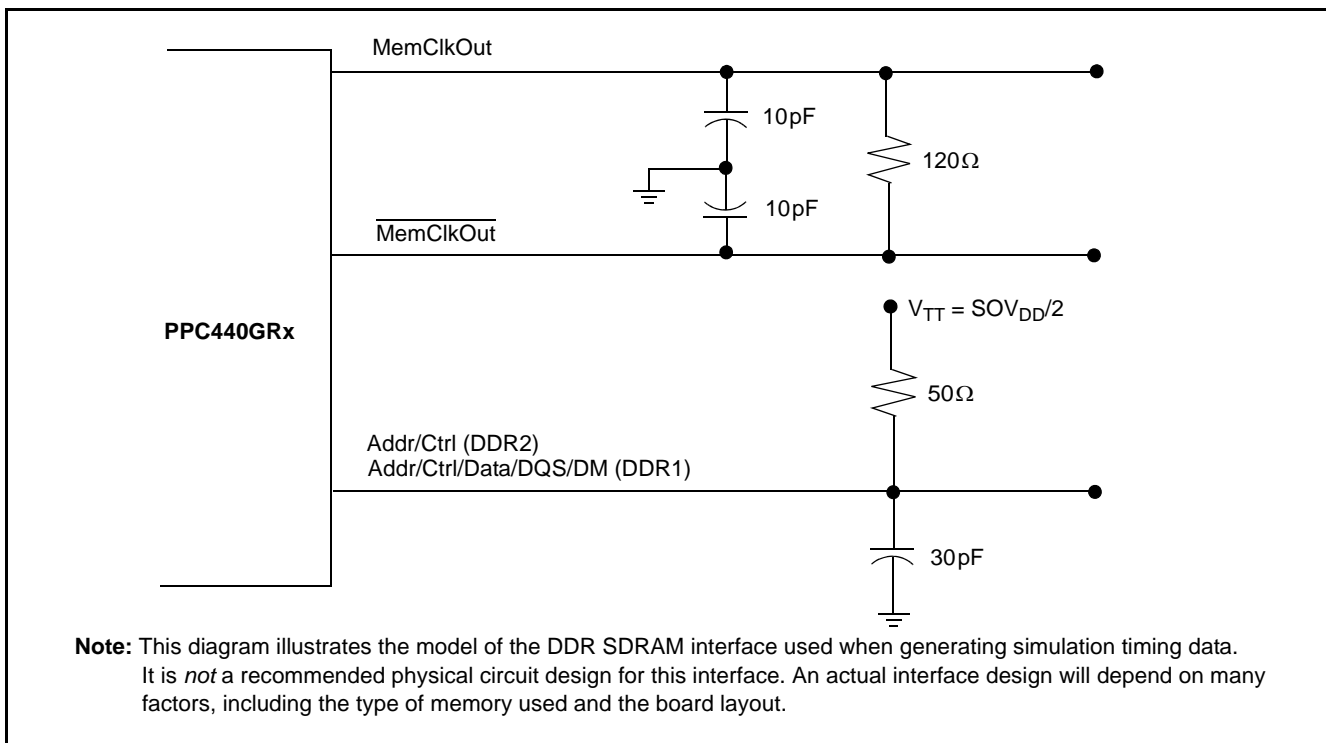 MemClkOut
10pF
120Ω
10pF
MemClkOut
V_TT = SOV_DD/2
PPC440GRx
50Ω
Addr/Ctrl (DDR2)
Addr/Ctrl/Data/DQS/DM (DDR1)
30pF
Note: This diagram illustrates the model of the DDR SDRAM interface used when generating simulation timing data.
It is not a recommended physical circuit design for this interface. An actual interface design will depend on many
factors, including the type of memory used and the board layout.